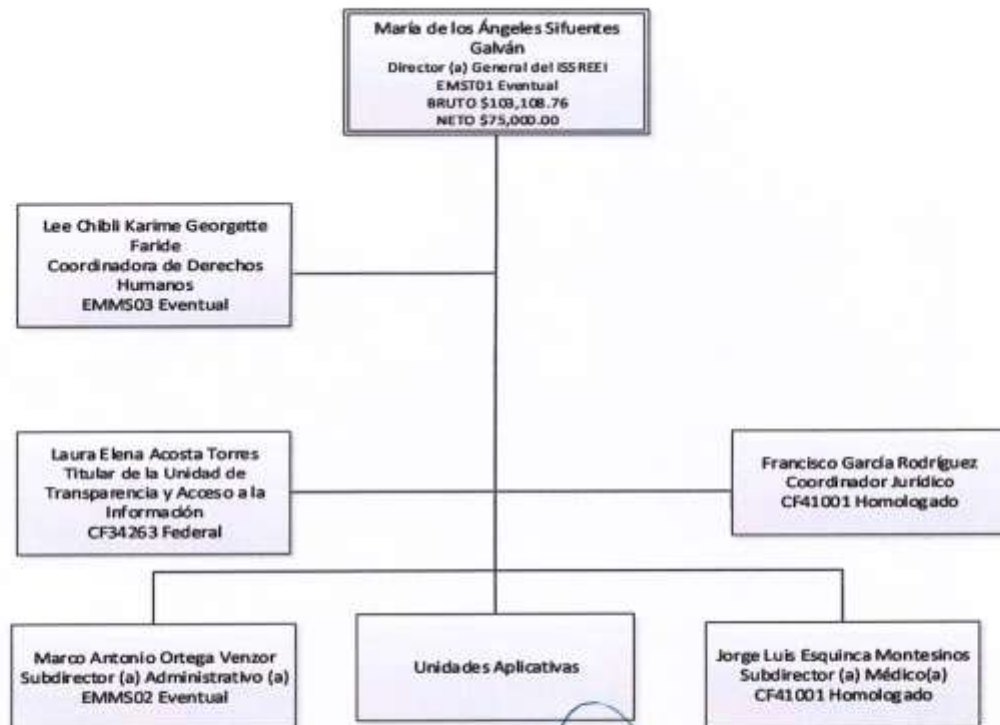 María de los Ángeles Sifuentes
Galván
Director (a) General del ISSREEI
EMST01 Eventual
BRUTO $103,108.76
NETO $75,000.00
Lee Chibli Karime Georgette
Faride
Coordinadora de Derechos
Humanos
EMMS03 Eventual
Laura Elena Acosta Torres
Titular de la Unidad de
Transparencia y Acceso a la
Información
CF34263 Federal
Francisco García Rodríguez
Coordinador Jurídico
CF41001 Homologado
Marco Antonio Ortega Venzor
Subdirector (a) Administrativo (a)
EMMS02 Eventual
Unidades Aplicativas
Jorge Luis Esquinca Montesinos
Subdirector (a) Médico(a)
CF41001 Homologado